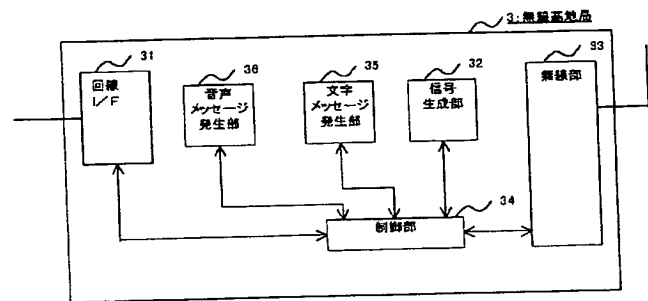 3:無線基地局
31
回線
I/F
36
音声
メッセージ
発生部
35
文字
メッセージ
発生部
32
信号
生成部
33
無線部
34
制御部